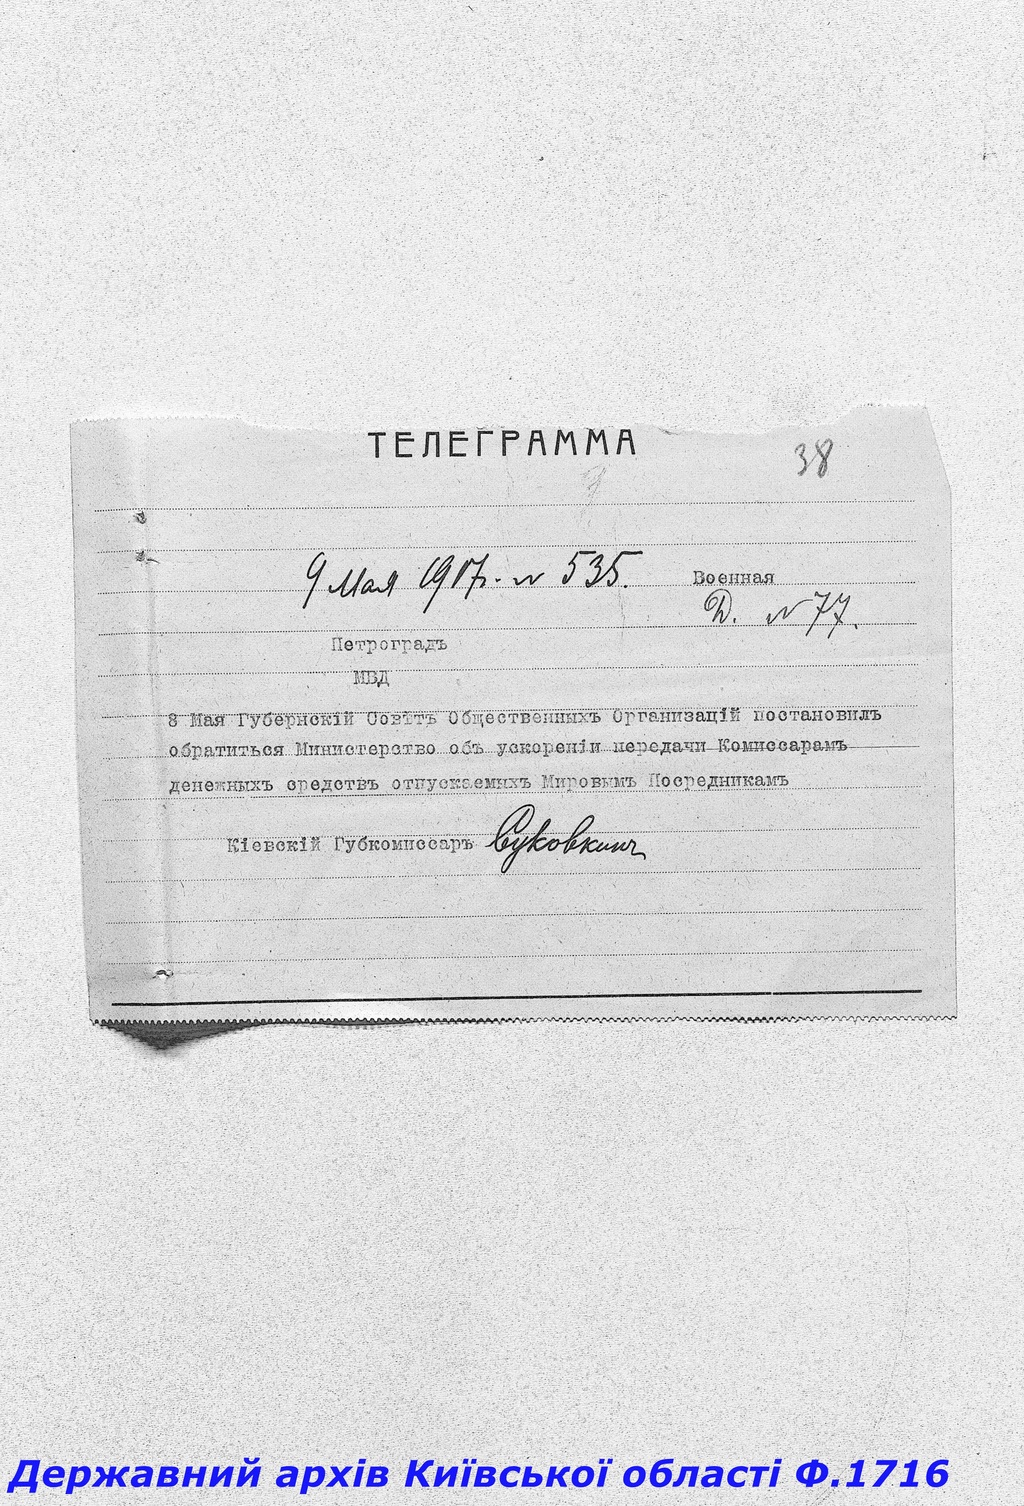 ТЕЛЕГРАММА
38
9 Мая 1917г. № 535.
Военная
Д. № 77.
Петроградъ
МВД
8 Мая Губернскій Совѣтъ Общественныхъ Организацій постановилъ
обратиться Министерство объ ускореніи передачи Комиссарамъ
денежныхъ средствъ отпускаемыхъ Мировымъ Посредникамъ
Кіевскій Губкомиссаръ Суковкинъ
Державний архів Київської області Ф.1716